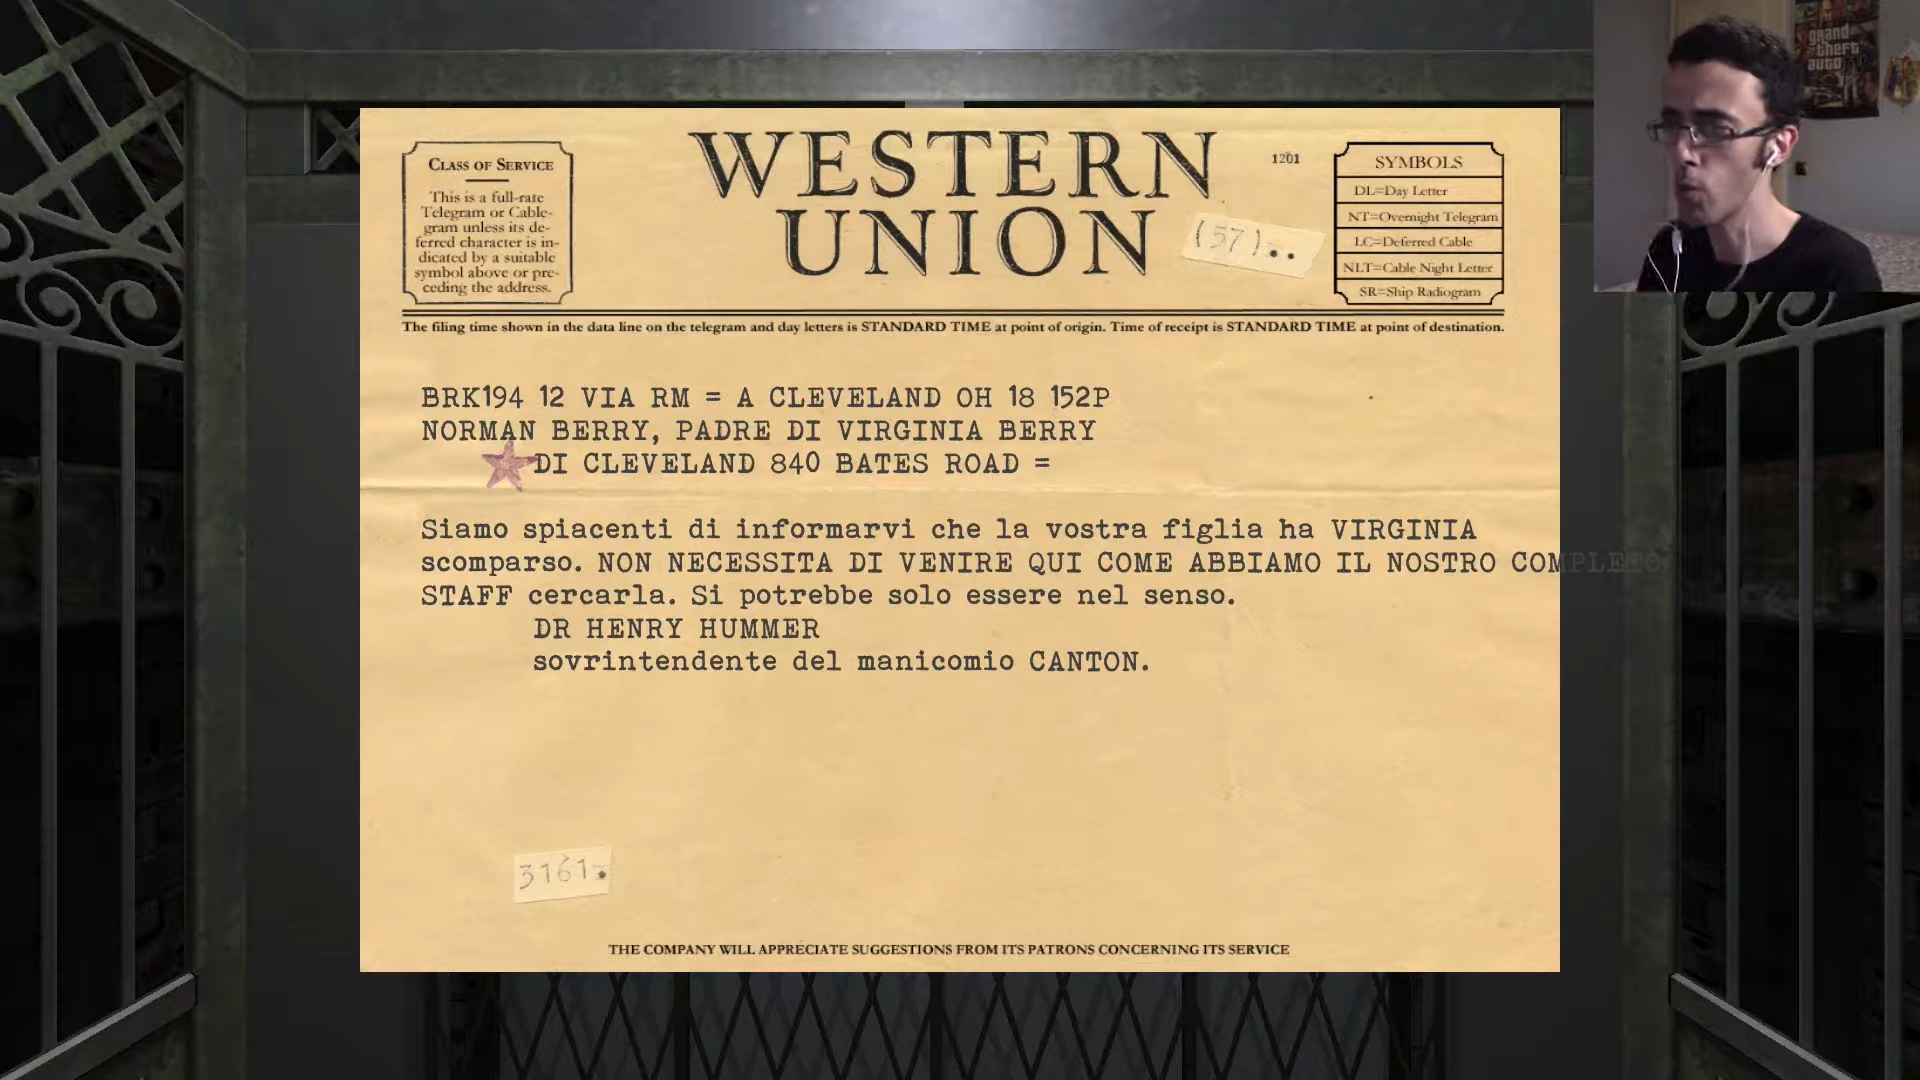 WESTERN
UNION
1201
(57)..
CLASS OF SERVICE
This is a full-rate
Telegram or Cable-
gram unless its de-
ferred character is in-
dicated by a suitable
symbol above or pre-
ceding the address.
SYMBOLS
DL=Day Letter
NT=Overnight Telegram
LC=Deferred Cable
NLT=Cable Night Letter
SR=Ship Radiogram
The filing time shown in the data line on the telegram and day letters is STANDARD TIME at point of origin. Time of receipt is STANDARD TIME at point of destination.
BRK194 12 VIA RM = A CLEVELAND OH 18 152P
NORMAN BERRY, PADRE DI VIRGINIA BERRY
DI CLEVELAND 840 BATES ROAD =
Siamo spiacenti di informarvi che la vostra figlia ha VIRGINIA
scomparso. NON NECESSITA DI VENIRE QUI COME ABBIAMO IL NOSTRO COMPLETO
STAFF cercarla. Si potrebbe solo essere nel senso.
DR HENRY HUMMER
sovrintendente del manicomio CANTON.
3161.
THE COMPANY WILL APPRECIATE SUGGESTIONS FROM ITS PATRONS CONCERNING ITS SERVICE
grand
theft
auto IV